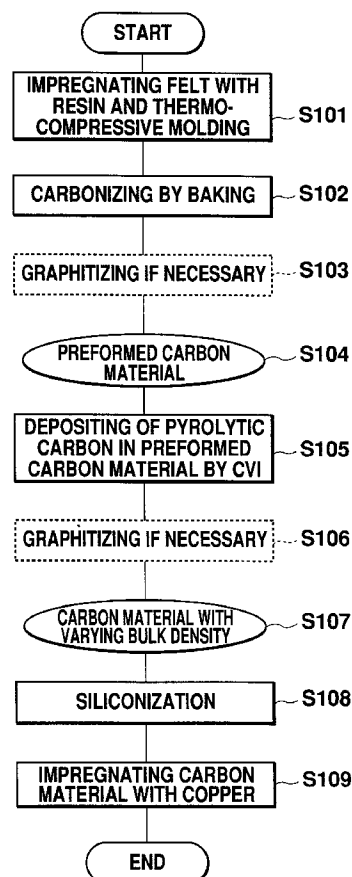 START
IMPREGNATING FELT WITH
RESIN AND THERMO-
COMPRESSIVE MOLDING
S101
CARBONIZING BY BAKING
S102
GRAPHITIZING IF NECESSARY
S103
PREFORMED CARBON
MATERIAL
S104
DEPOSITING OF PYROLYTIC
CARBON IN PREFORMED
CARBON MATERIAL BY CVI
S105
GRAPHITIZING IF NECESSARY
S106
CARBON MATERIAL WITH
VARYING BULK DENSITY
S107
SILICONIZATION
S108
IMPREGNATING CARBON
MATERIAL WITH COPPER
S109
END